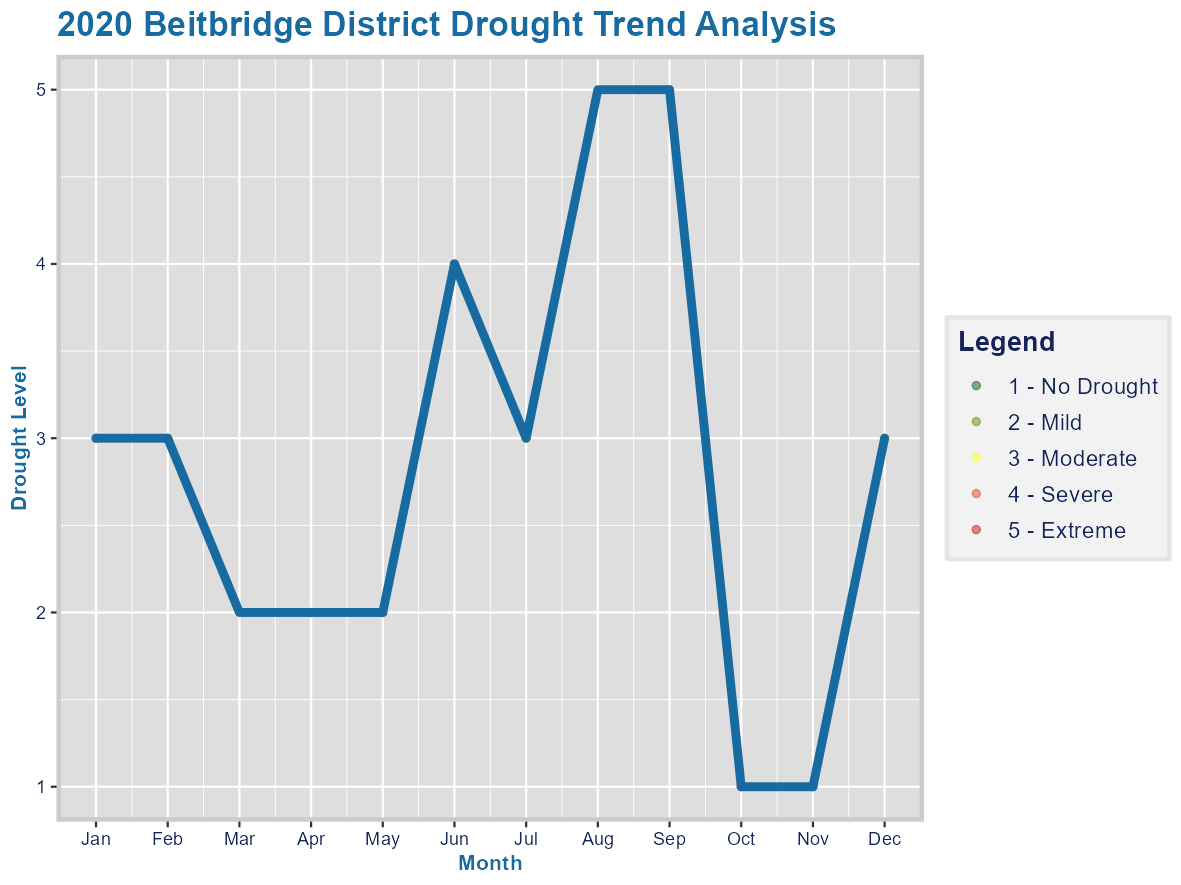 2020 Beitbridge District Drought Trend Analysis
5
4
3
2
1
Drought Level
Jan Feb Mar Apr May Jun Jul Aug Sep Oct Nov Dec
Month
Legend
1 - No Drought
2 - Mild
3 - Moderate
4 - Severe
5 - Extreme